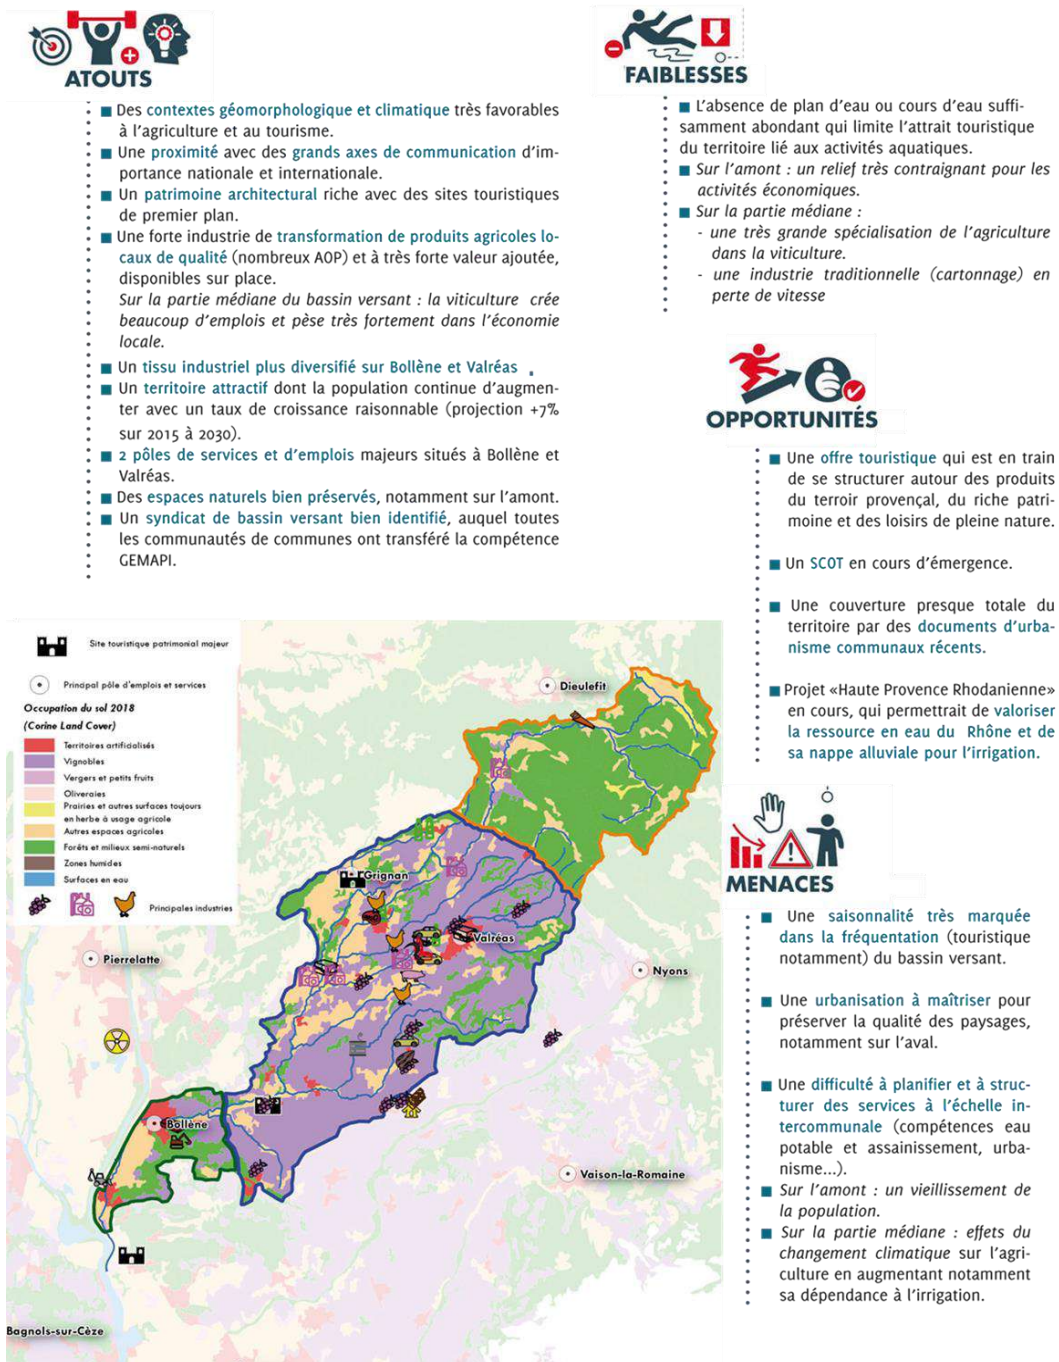 ATOUTS
■ Des contextes géomorphologique et climatique très favorables
à l'agriculture et au tourisme.
■ Une proximité avec des grands axes de communication d'im-
portance nationale et internationale.
■ Un patrimoine architectural riche avec des sites touristiques
de premier plan.
■ Une forte industrie de transformation de produits agricoles lo-
caux de qualité (nombreux AOP) et à très forte valeur ajoutée,
disponibles sur place.
Sur la partie médiane du bassin versant : la viticulture crée
beaucoup d'emplois et pèse très fortement dans l'économie
locale.
■ Un tissu industriel plus diversifié sur Bollène et Valréas .
■ Un territoire attractif dont la population continue d'augmen-
ter avec un taux de croissance raisonnable (projection +7%
sur 2015 à 2030).
■ 2 pôles de services et d'emplois majeurs situés à Bollène et
Valréas.
■ Des espaces naturels bien préservés, notamment sur l'amont.
■ Un syndicat de bassin versant bien identifié, auquel toutes
les communautés de communes ont transféré la compétence
GEMAPI.
FAIBLESSES
■ L'absence de plan d'eau ou cours d'eau suffi-
samment abondant qui limite l'attrait touristique
du territoire lié aux activités aquatiques.
■ Sur l'amont : un relief très contraignant pour les
activités économiques.
■ Sur la partie médiane :
- une très grande spécialisation de l'agriculture
dans la viticulture.
- une industrie traditionnelle (cartonnage) en
perte de vitesse
OPPORTUNITÉS
■ Une offre touristique qui est en train
de se structurer autour des produits
du terroir provençal, du riche patri-
moine et des loisirs de pleine nature.
■ Un SCOT en cours d'émergence.
■ Une couverture presque totale du
territoire par des documents d'urba-
nisme communaux récents.
■ Projet «Haute Provence Rhodanienne»
en cours, qui permettrait de valoriser
la ressource en eau du Rhône et de
sa nappe alluviale pour l'irrigation.
MENACES
■ Une saisonnalité très marquée
dans la fréquentation (touristique
notamment) du bassin versant.
■ Une urbanisation à maîtriser pour
préserver la qualité des paysages,
notamment sur l'aval.
■ Une difficulté à planifier et à struc-
turer des services à l'échelle in-
tercommunale (compétences eau
potable et assainissement, urba-
nisme...).
■ Sur l'amont : un vieillissement de
la population.
■ Sur la partie médiane : effets du
changement climatique sur l'agri-
culture en augmentant notamment
sa dépendance à l'irrigation.
Site touristique patrimonial majeur
Principal pôle d'emplois et services
Occupation du sol 2018
(Corine Land Cover)
Territoires artificialisés
Vignobles
Vergers et petits fruits
Oliveraies
Prairies et autres surfaces toujours
en herbe à usage agricole
Autres espaces agricoles
Forêts et milieux semi-naturels
Zones humides
Surfaces en eau
Principales industries
Dieulefit
Grignan
Valréas
Pierrelatte
Nyons
Bollène
Vaison-la-Romaine
Bagnols-sur-Cèze